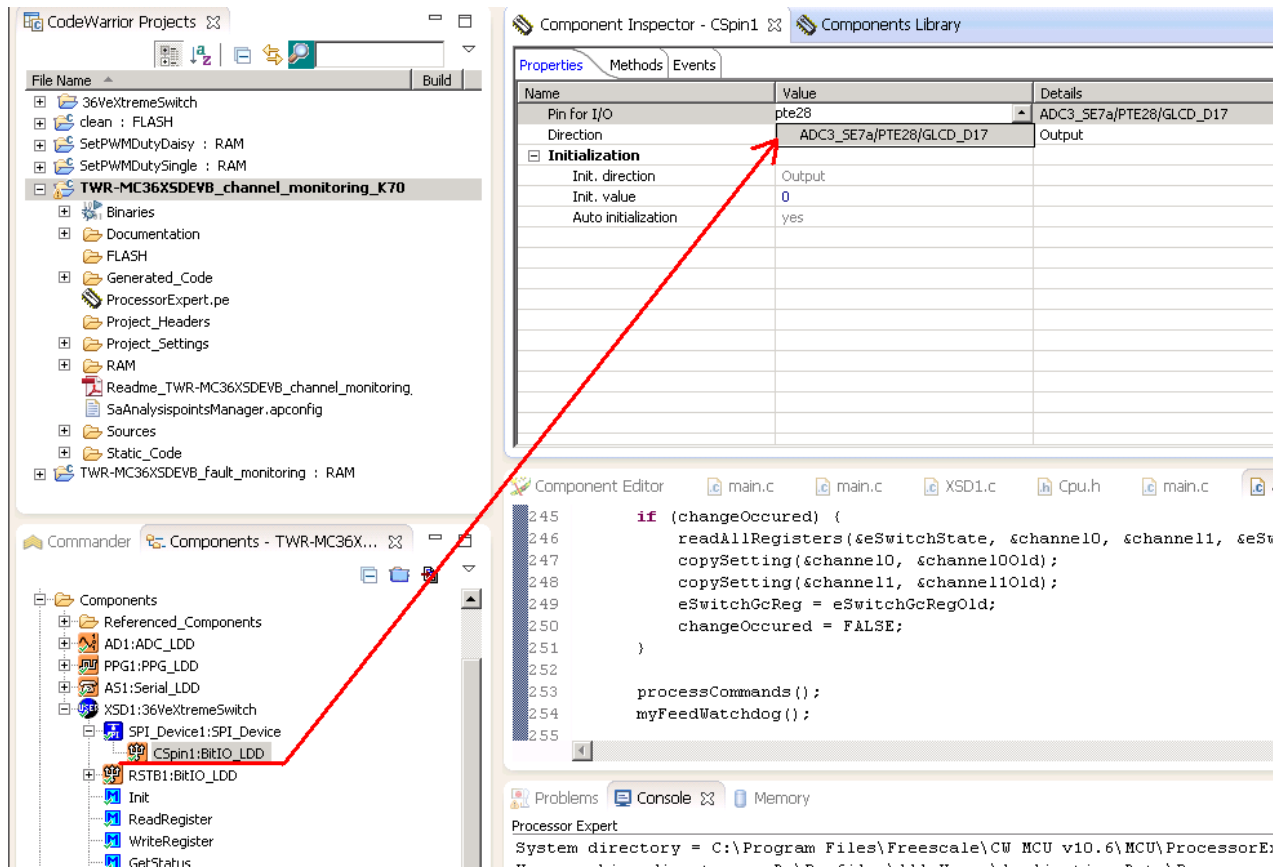 CodeWarrior Projects
File Name
Build
36VeXtremeSwitch
clean : FLASH
SetPWMDutyDaisy : RAM
SetPWMDutySingle : RAM
TWR-MC36XSDEVB_channel_monitoring_K70
Binaries
Documentation
FLASH
Generated_Code
ProcessorExpert.pe
Project_Headers
Project_Settings
RAM
Readme_TWR-MC36XSDEVB_channel_monitoring_
SaAnalysispointsManager.apconfig
Sources
Static_Code
TWR-MC36XSDEVB_fault_monitoring : RAM
Commander Components - TWR-MC36X...
Components
Referenced_Components
AD1:ADC_LDD
PPG1:PPG_LDD
AS1:Serial_LDD
XSD1:36VeXtremeSwitch
SPI_Device1:SPI_Device
CSpin1:BitIO_LDD
RSTB1:BitIO_LDD
Init
ReadRegister
WriteRegister
GetStatus
Component Inspector - CSpin1 Components Library
Properties Methods Events
Name Value Details
Pin for I/O pte28 ADC3_SE7a/PTE28/GLCD_D17
Direction ADC3_SE7a/PTE28/GLCD_D17 Output
Initialization
Init. direction Output
Init. value 0
Auto initialization yes
Component Editor main.c main.c XSD1.c Cpu.h main.c
245 if (changeOccured) {
246 readAllRegisters(&eSwitchState, &channel0, &channel1, &eSw
247 copySetting(&channel0, &channel0Old);
248 copySetting(&channel1, &channel1Old);
249 eSwitchGcReg = eSwitchGcRegOld;
250 changeOccured = FALSE;
251 }
252
253 processCommands();
254 myFeedWatchdog();
255
Problems Console Memory
Processor Expert
System directory = C:\Program Files\Freescale\CW MCU v10.6\MCU\ProcessorEx